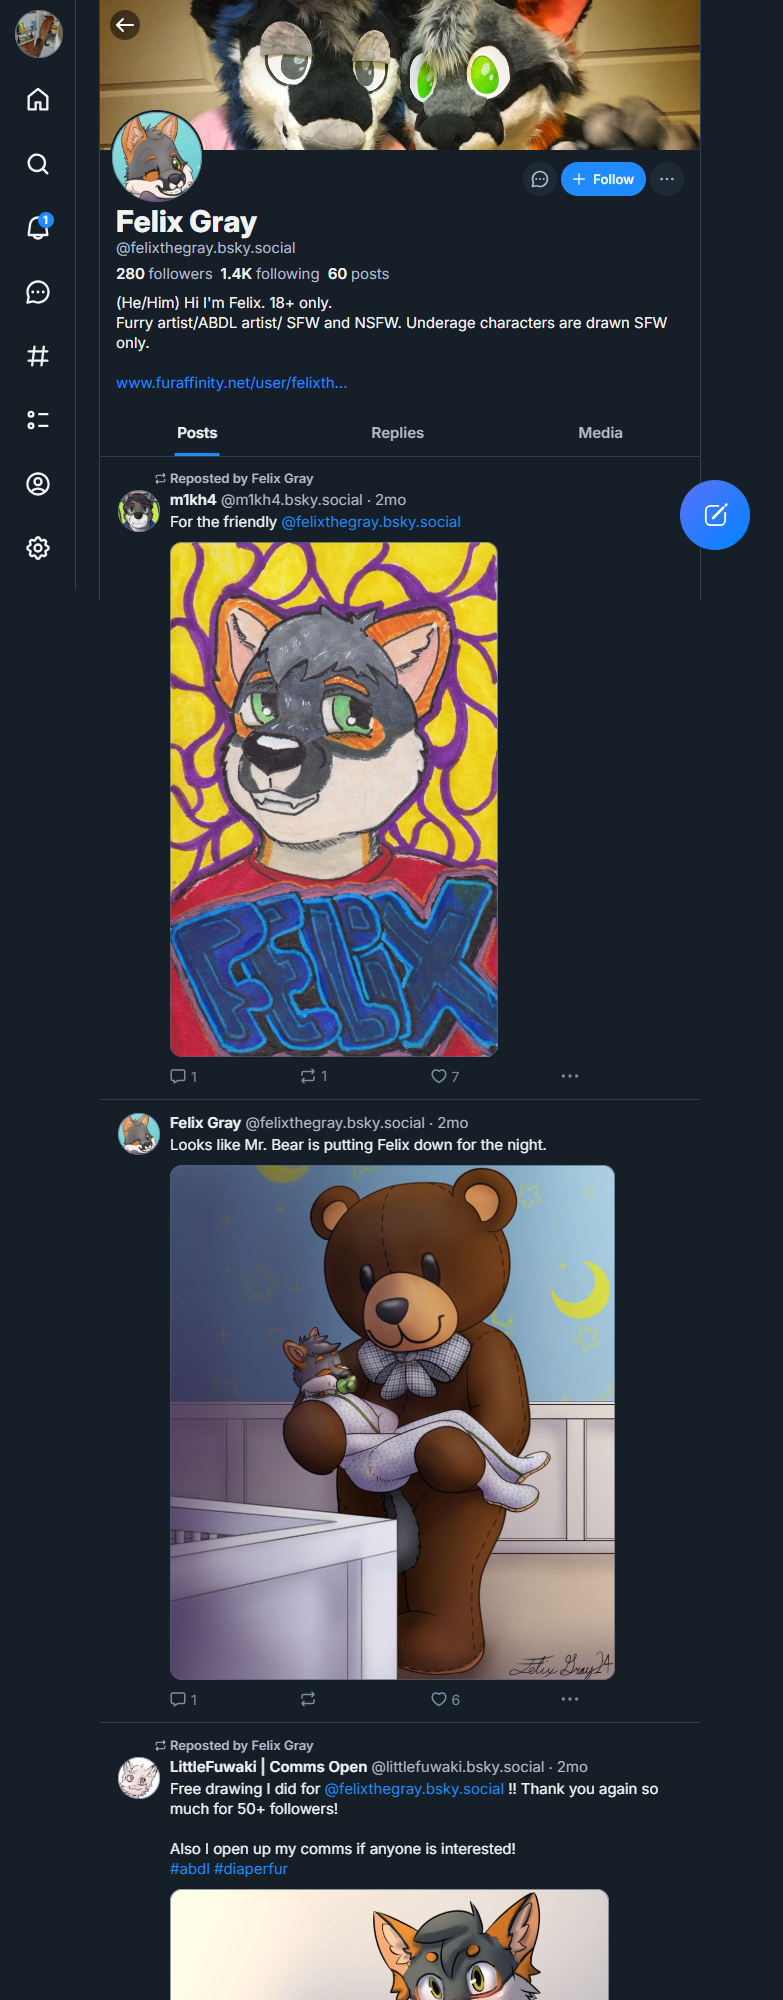 1
+ Follow
Felix Gray
@felixthegray.bsky.social
280 followers 1.4K following 60 posts
(He/Him) Hi I'm Felix. 18+ only.
Furry artist/ABDL artist/ SFW and NSFW. Underage characters are drawn SFW
only.
www.furaffinity.net/user/felixth...
Posts Replies Media
Reposted by Felix Gray
m1kh4 @m1kh4.bsky.social · 2mo
For the friendly @felixthegray.bsky.social
FELIX
1 1 7
Felix Gray @felixthegray.bsky.social · 2mo
Looks like Mr. Bear is putting Felix down for the night.
Felix Gray 24
1 6
Reposted by Felix Gray
LittleFuwaki | Comms Open @littlefuwaki.bsky.social · 2mo
Free drawing I did for @felixthegray.bsky.social !! Thank you again so
much for 50+ followers!
Also I open up my comms if anyone is interested!
#abdl #diaperfur